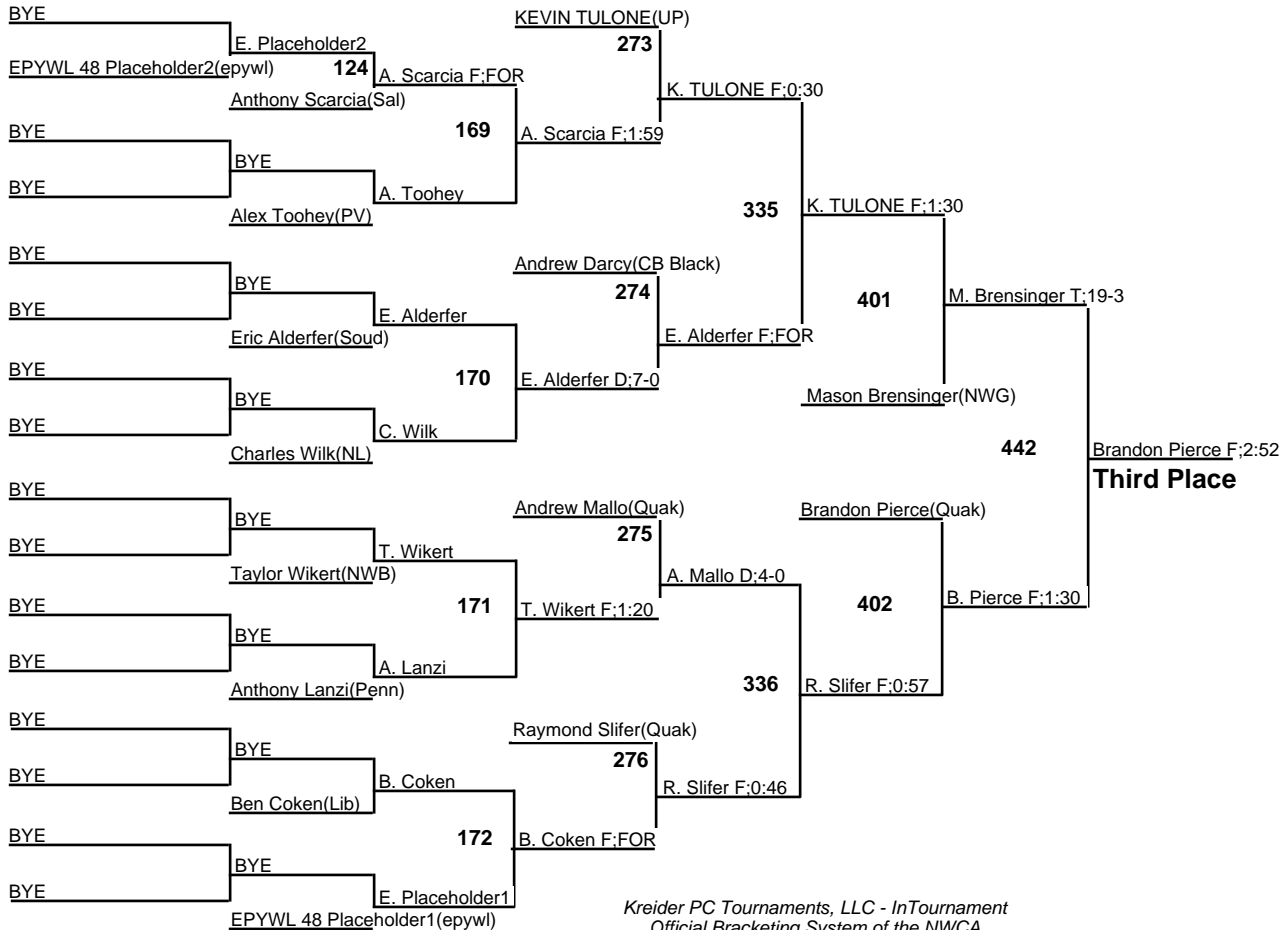 BYE
KEVIN TULONE(UP)
E. Placeholder2
273
EPYWL 48 Placeholder2(epywl)
124
A. Scarcia F;FOR
Anthony Scarcia(Sal)
K. TULONE F;0:30
BYE
169
A. Scarcia F;1:59
BYE
BYE
A. Toohey
Alex Toohey(PV)
335
K. TULONE F;1:30
BYE
Andrew Darcy(CB Black)
BYE
274
401
M. Brensinger T;19-3
BYE
E. Alderfer
Eric Alderfer(Soud)
E. Alderfer F;FOR
BYE
170
E. Alderfer D;7-0
Mason Brensinger(NWG)
BYE
BYE
C. Wilk
Charles Wilk(NL)
442
Brandon Pierce F;2:52
Third Place
BYE
Andrew Mallo(Quak)
Brandon Pierce(Quak)
BYE
275
BYE
T. Wikert
Taylor Wikert(NWB)
A. Mallo D;4-0
BYE
171
T. Wikert F;1:20
402
B. Pierce F;1:30
BYE
BYE
A. Lanzi
Anthony Lanzi(Penn)
336
R. Slifer F;0:57
BYE
Raymond Slifer(Quak)
BYE
276
BYE
B. Coken
R. Slifer F;0:46
Ben Coken(Lib)
BYE
172
B. Coken F;FOR
BYE
BYE
E. Placeholder1
EPYWL 48 Placeholder1(epywl)
Kreider PC Tournaments, LLC - InTournament
Official Bracketing System of the NWCA